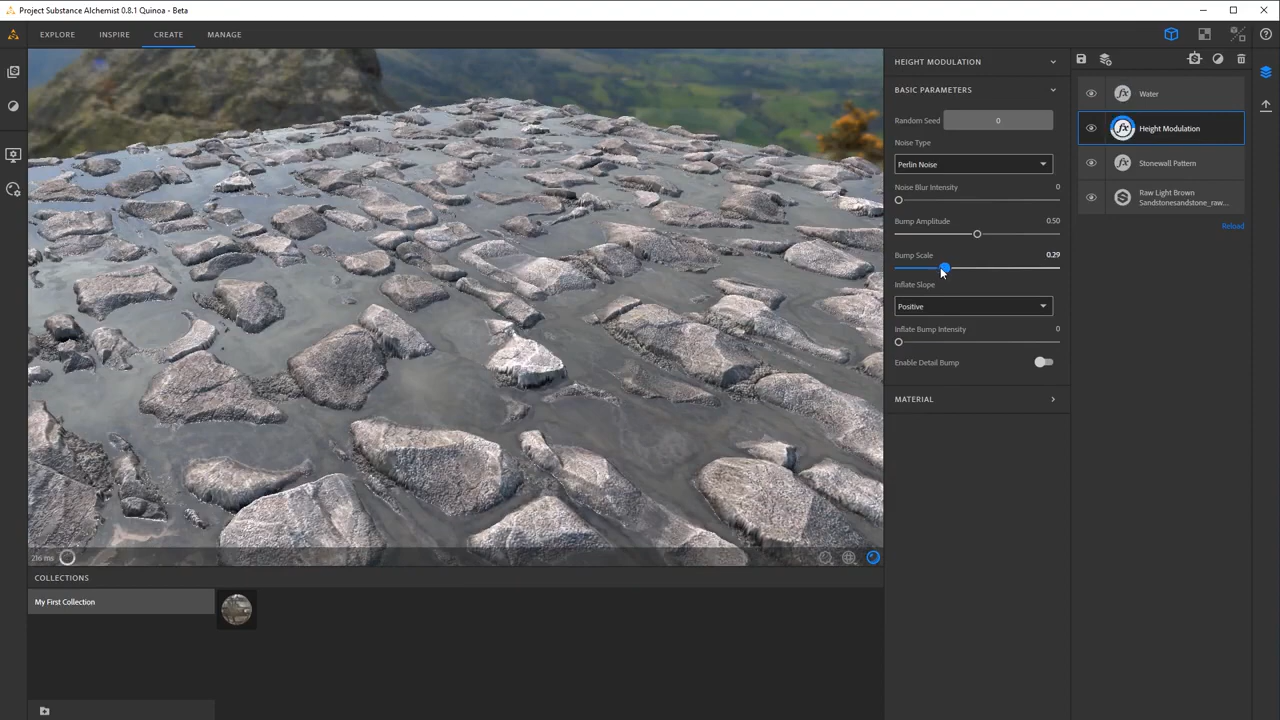 Project Substance Alchemist 0.8.1 Quinoa - Beta
EXPLORE
INSPIRE
CREATE
MANAGE
HEIGHT MODULATION
BASIC PARAMETERS
Random Seed
0
Noise Type
Perlin Noise
Noise Blur Intensity
0
Bump Amplitude
0.50
Bump Scale
0.29
Inflate Slope
Positive
Inflate Bump Intensity
0
Enable Detail Bump
MATERIAL
Water
Height Modulation
Stonewall Pattern
Raw Light Brown
Sandstonesandstone_raw...
Reload
216 ms
COLLECTIONS
My First Collection